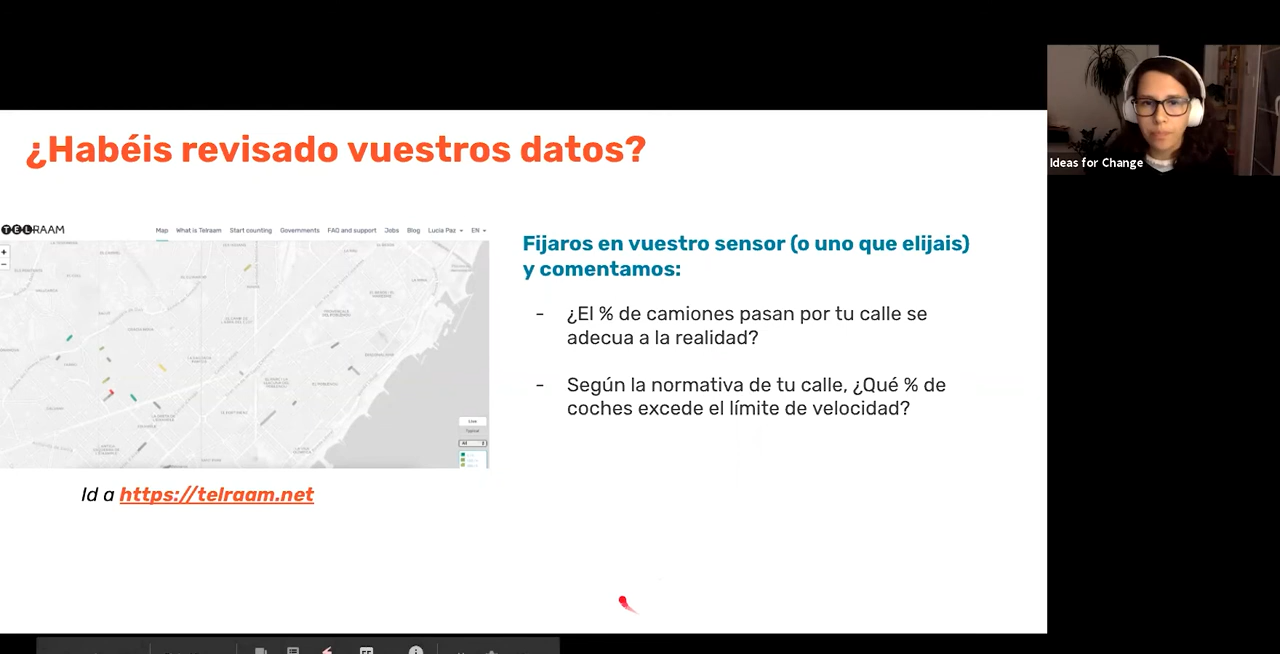 ¿Habéis revisado vuestros datos?
Ideas for Change
TELRAAM
Map What is Telraam Start counting Governments FAQ and support Jobs Blog Lucia Paz EN
Fijaros en vuestro sensor (o uno que elijais)
y comentamos:
- ¿El % de camiones pasan por tu calle se
adecua a la realidad?
- Según la normativa de tu calle, ¿Qué % de
coches excede el límite de velocidad?
Live
Typical
All
Id a https://telraam.net